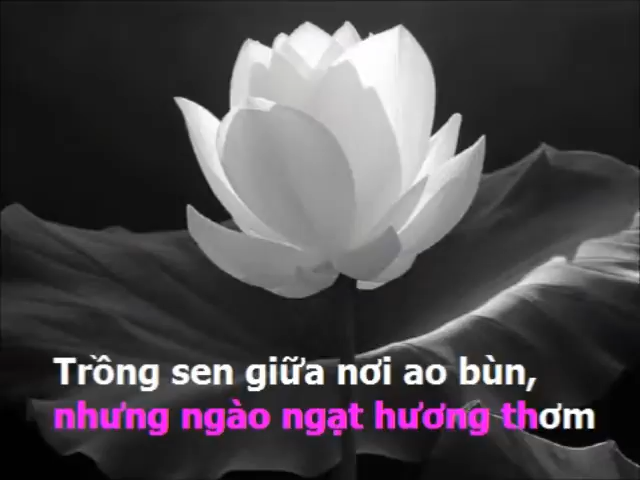 Trồng sen giữa nơi ao bùn,
nhưng ngào ngạt hương thơm